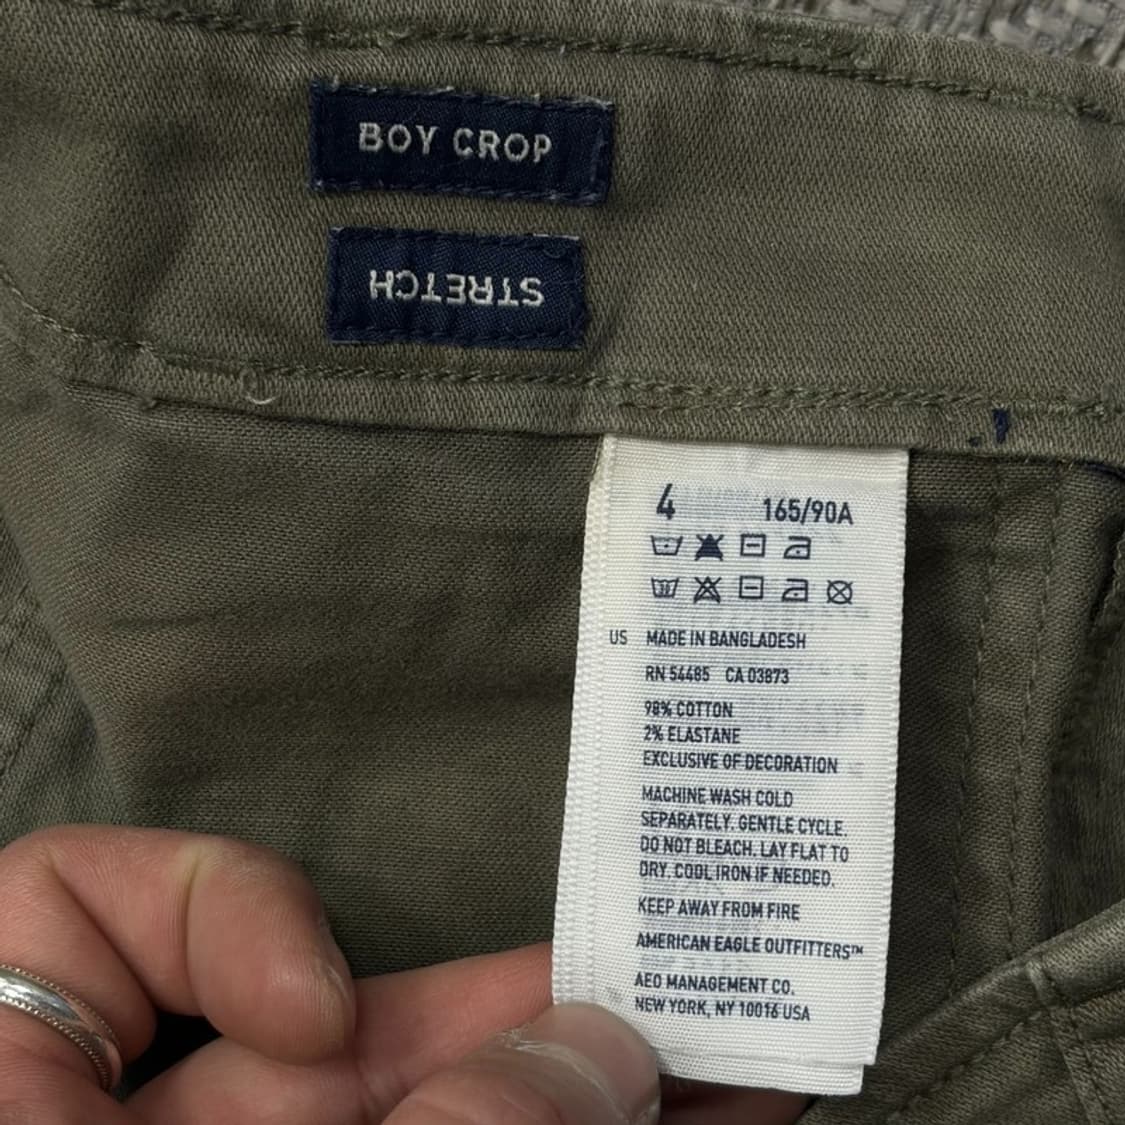 BOY CROP
STRETCH
4 165/90A
US MADE IN BANGLADESH
RN 54485 CA 03873
98% COTTON
2% ELASTANE
EXCLUSIVE OF DECORATION
MACHINE WASH COLD
SEPARATELY. GENTLE CYCLE.
DO NOT BLEACH. LAY FLAT TO
DRY. COOL IRON IF NEEDED.
KEEP AWAY FROM FIRE
AMERICAN EAGLE OUTFITTERS™
AEO MANAGEMENT CO.
NEW YORK, NY 10016 USA